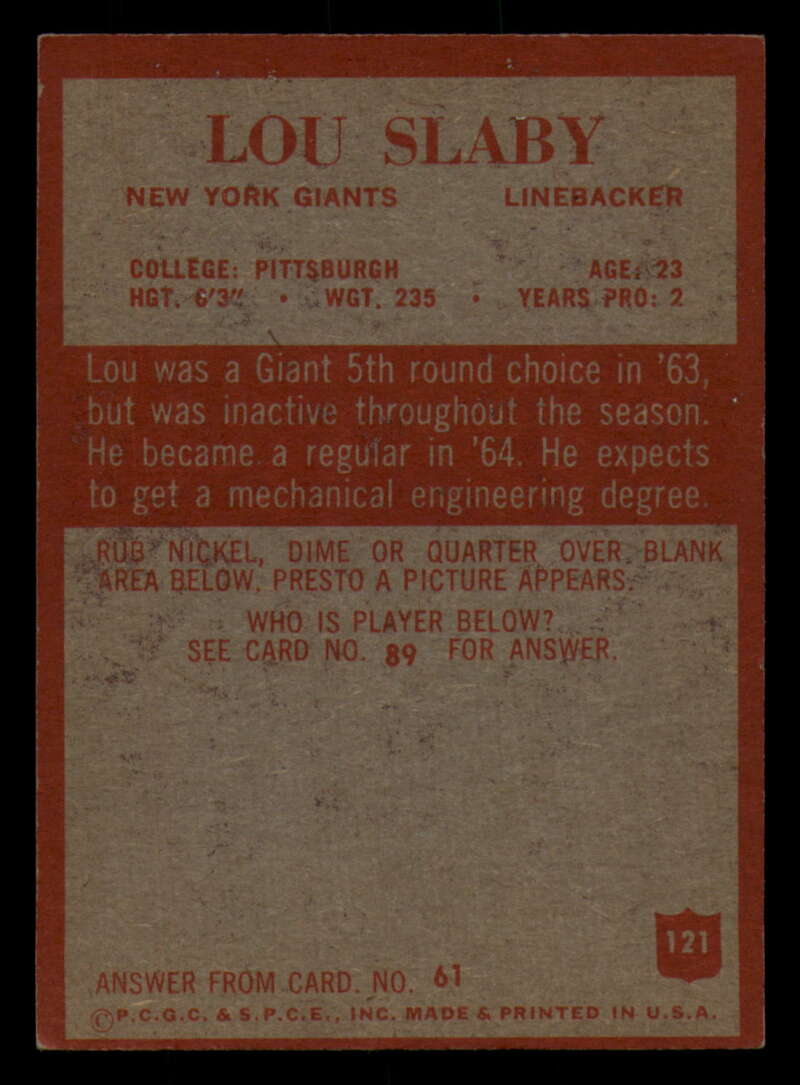 LOU SLABY
NEW YORK GIANTS LINEBACKER
COLLEGE: PITTSBURGH AGE: 23
HGT. 6'3" • WGT. 235 • YEARS PRO: 2
Lou was a Giant 5th round choice in '63,
but was inactive throughout the season.
He became a regular in '64. He expects
to get a mechanical engineering degree.
RUB NICKEL, DIME OR QUARTER OVER BLANK
AREA BELOW. PRESTO A PICTURE APPEARS.
WHO IS PLAYER BELOW?
SEE CARD NO. 89 FOR ANSWER.
121
ANSWER FROM CARD. NO. 61
©P.C.G.C. & S.P.C.E., INC. MADE & PRINTED IN U.S.A.